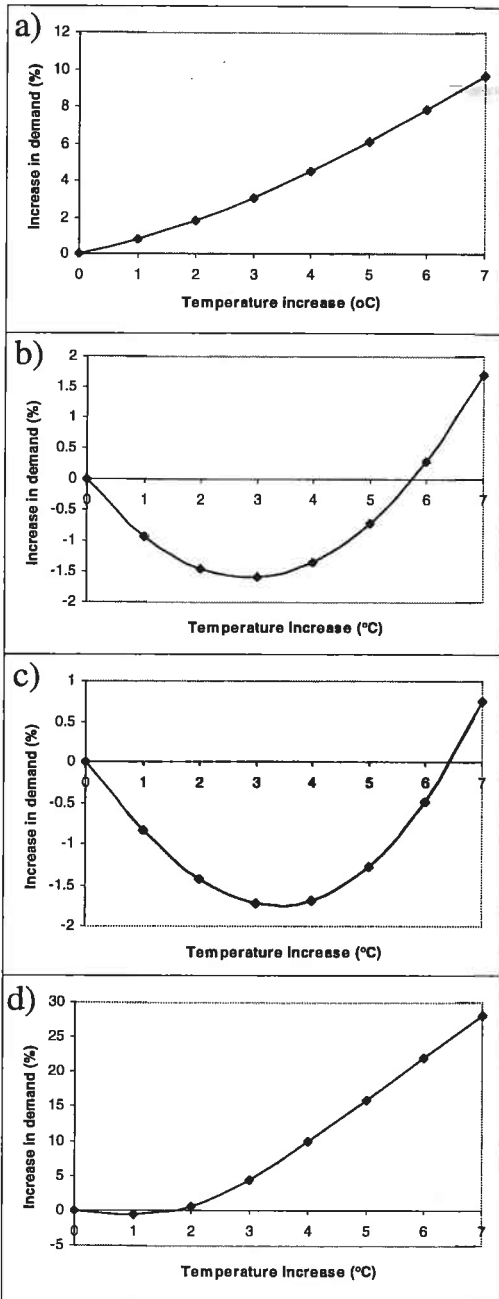 a)
Increase in demand (%)
12
10
8
6
4
2
0
0 1 2 3 4 5 6 7
Temperature increase (oC)
b)
Increase in demand (%)
2
1.5
1
0.5
0
-0.5
-1
-1.5
-2
0 1 2 3 4 5 6 7
Temperature Increase (ºC)
c)
Increase in demand (%)
1
0.5
0
-0.5
-1
-1.5
-2
0 1 2 3 4 5 6 7
Temperature Increase (ºC)
d)
Increase in demand (%)
30
25
20
15
10
5
0
-5
0 1 2 3 4 5 6 7
Temperature Increase (ºC)